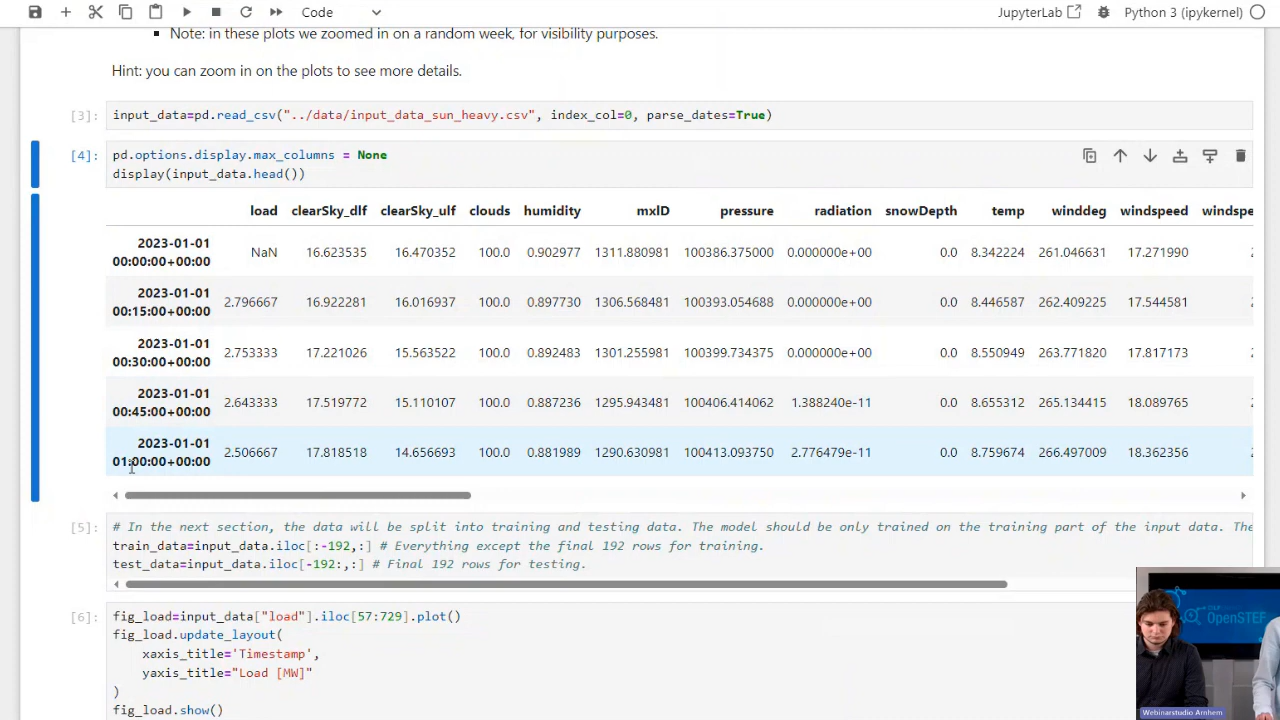 Code
JupyterLab
Python 3 (ipykernel)
Note: in these plots we zoomed in on a random week, for visibility purposes.
Hint: you can zoom in on the plots to see more details.
[3]: input_data=pd.read_csv("../data/input_data_sun_heavy.csv", index_col=0, parse_dates=True)
[4]: pd.options.display.max_columns = None
display(input_data.head())
load clearSky_dlf clearSky_ulf clouds humidity mxlD pressure radiation snowDepth temp winddeg windspeed windspe
2023-01-01
00:00:00+00:00 NaN 16.623535 16.470352 100.0 0.902977 1311.880981 100386.375000 0.000000e+00 0.0 8.342224 261.046631 17.271990
2023-01-01
00:15:00+00:00 2.796667 16.922281 16.016937 100.0 0.897730 1306.568481 100393.054688 0.000000e+00 0.0 8.446587 262.409225 17.544581
2023-01-01
00:30:00+00:00 2.753333 17.221026 15.563522 100.0 0.892483 1301.255981 100399.734375 0.000000e+00 0.0 8.550949 263.771820 17.817173
2023-01-01
00:45:00+00:00 2.643333 17.519772 15.110107 100.0 0.887236 1295.943481 100406.414062 1.388240e-11 0.0 8.655312 265.134415 18.089765
2023-01-01
01:00:00+00:00 2.506667 17.818518 14.656693 100.0 0.881989 1290.630981 100413.093750 2.776479e-11 0.0 8.759674 266.497009 18.362356
[5]: # In the next section, the data will be split into training and testing data. The model should be only trained on the training part of the input data. The
train_data=input_data.iloc[:-192,:] # Everything except the final 192 rows for training.
test_data=input_data.iloc[-192:,:] # Final 192 rows for testing.
[6]: fig_load=input_data["load"].iloc[57:729].plot()
fig_load.update_layout(
xaxis_title='Timestamp',
yaxis_title="Load [MW]"
)
fig_load.show()
OpenSTEF
Webinarstudio Arnhem